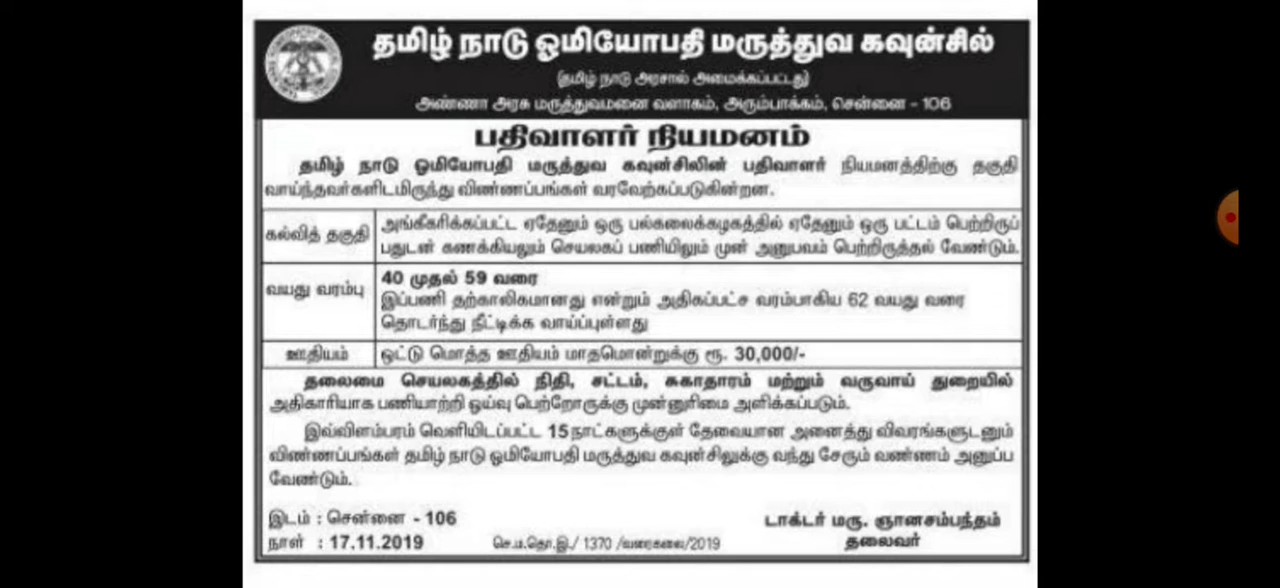 தமிழ் நாடு ஓமியோபதி மருத்துவ கவுன்சில்
(தமிழ் நாடு அரசால் அமைக்கப்பட்டது)
அண்ணா அரசு மருத்துவமனை வளாகம், அரும்பாக்கம், சென்னை - 106
பதிவாளர் நியமனம்
தமிழ் நாடு ஓமியோபதி மருத்துவ கவுன்சிலின் பதிவாளர் நியமனத்திற்கு தகுதி
வாய்ந்தவர்களிடமிருந்து விண்ணப்பங்கள் வரவேற்கப்படுகின்றன.
கல்வித் தகுதி
அங்கீகரிக்கப்பட்ட ஏதேனும் ஒரு பல்கலைக்கழகத்தில் ஏதேனும் ஒரு பட்டம் பெற்றிருப்
பதுடன் கணக்கியலும் செயலகப் பணியிலும் முன் அனுபவம் பெற்றிருத்தல் வேண்டும்.
வயது வரம்பு
40 முதல் 59 வரை
இப்பணி தற்காலிகமானது என்றும் அதிகப்பட்ச வரம்பாகிய 62 வயது வரை
தொடர்ந்து நீட்டிக்க வாய்ப்புள்ளது
ஊதியம்
ஒட்டு மொத்த ஊதியம் மாதமொன்றுக்கு ரூ. 30,000/-
தலைமை செயலகத்தில் நிதி, சட்டம், சுகாதாரம் மற்றும் வருவாய் துறையில்
அதிகாரியாக பணியாற்றி ஓய்வு பெற்றோருக்கு முன்னுரிமை அளிக்கப்படும்.
இவ்விளம்பரம் வெளியிடப்பட்ட 15 நாட்களுக்குள் தேவையான அனைத்து விவரங்களுடனும்
விண்ணப்பங்கள் தமிழ் நாடு ஓமியோபதி மருத்துவ கவுன்சிலுக்கு வந்து சேரும் வண்ணம் அனுப்ப
வேண்டும்.
இடம் : சென்னை - 106
நாள் : 17.11.2019
செ.ம.தொ.இ./ 1370 /வரைகலை/2019
டாக்டர் மரு. ஞானசம்பந்தம்
தலைவர்